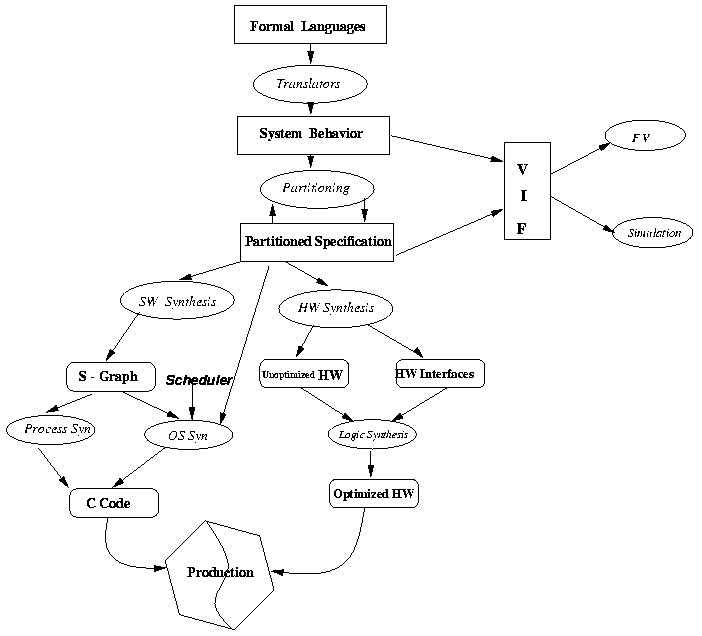 Formal Languages
Translators
System Behavior
Partitioning
Partitioned Specification
V
I
F
FV
Simulation
SW Synthesis
HW Synthesis
S - Graph
Scheduler
Unoptimized HW
HW Interfaces
Process Syn
OS Syn
Logic Synthesis
C Code
Optimized HW
Production